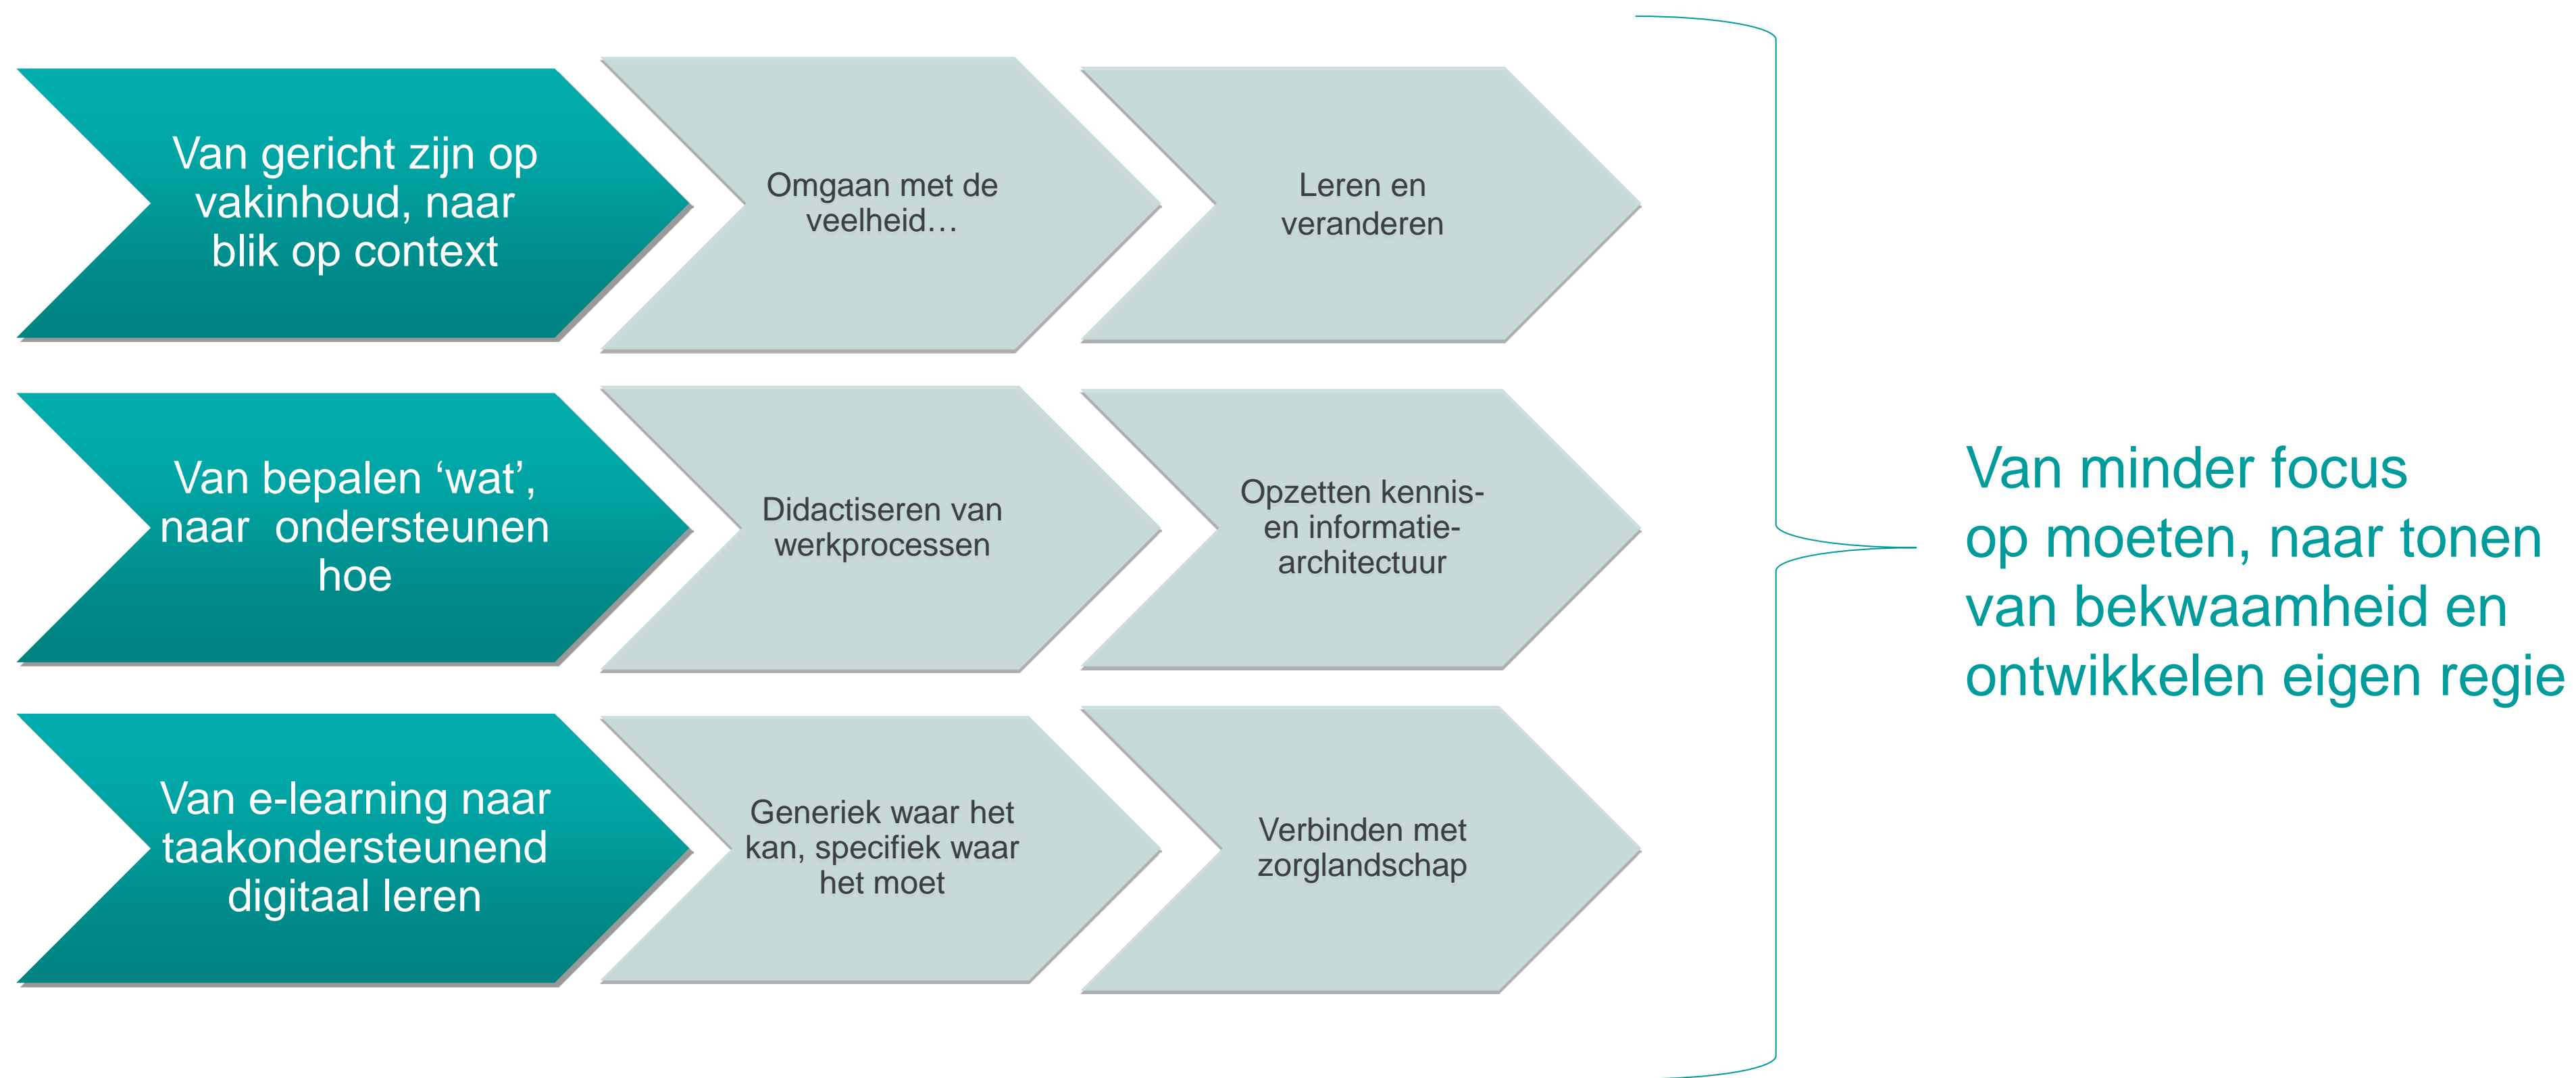 Van gericht zijn op
vakinhoud, naar
blik op context
Omgaan met de
veelheid…
Leren en
veranderen
Van bepalen ‘wat’,
naar  ondersteunen
hoe
Didactiseren van
werkprocessen
Opzetten kennis-
en informatie-
architectuur
Van e-learning naar
taakondersteunend
digitaal leren
Generiek waar het
kan, specifiek waar
het moet
Verbinden met
zorglandschap
Van minder focus
op moeten, naar tonen
van bekwaamheid en
ontwikkelen eigen regie